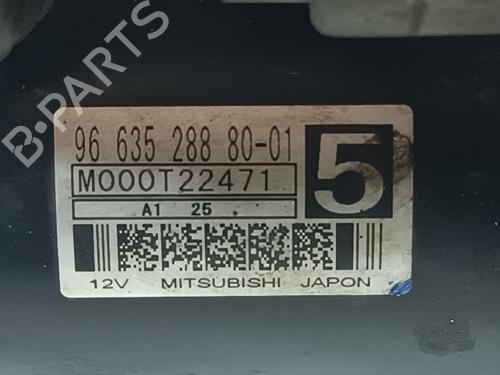 B-PARTS
96 635 288 80-01
5
M000T22471
A1 25
12V MITSUBISHI JAPON